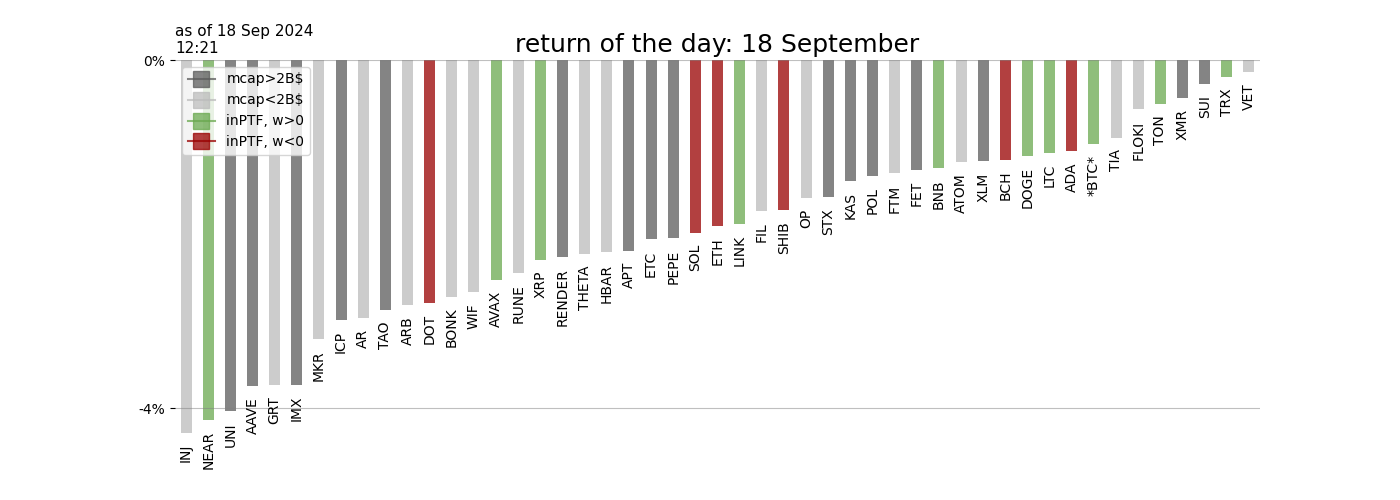 as of 18 Sep 2024
12:21
return of the day: 18 September
0%
mcap>2B$
mcap<2B$
inPTF, w>0
inPTF, w<0
-4%
INJ
NEAR
UNI
AAVE
GRT
IMX
MKR
ICP
AR
TAO
ARB
DOT
BONK
WIF
AVAX
RUNE
XRP
RENDER
THETA
HBAR
APT
ETC
PEPE
SOL
ETH
LINK
FIL
SHIB
OP
STX
KAS
POL
FTM
FET
BNB
ATOM
XLM
BCH
DOGE
LTC
ADA
*BTC*
TIA
FLOKI
TON
XMR
SUI
TRX
VET